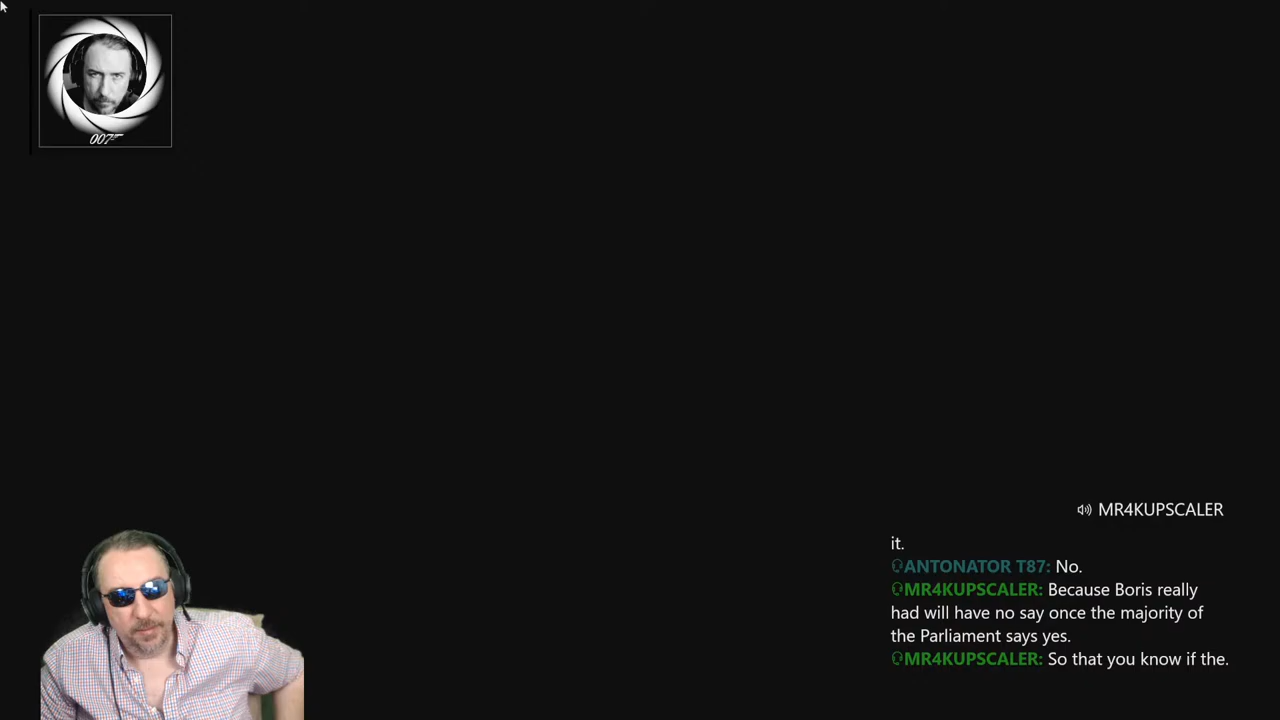 007
MR4KUPSCALER
it.
ANTONATOR T87: No.
MR4KUPSCALER: Because Boris really
had will have no say once the majority of
the Parliament says yes.
MR4KUPSCALER: So that you know if the.